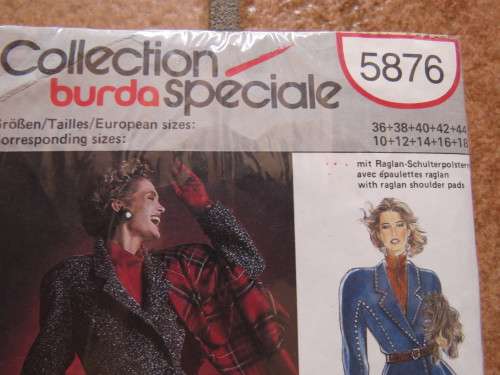 Collection
burda speciale
5876
Größen/Tailles/European sizes:
orresponding sizes:
36+38+40+42+44
10+12+14+16+18
mit Raglan-Schulterpolstern
avec épaulettes raglan
with raglan shoulder pads